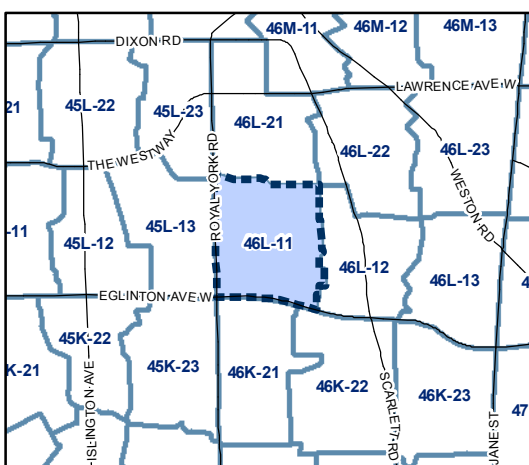 46M-11
46M-12
46M-13
DIXON RD
LAWRENCE AVE W
21
45L-22
45L-23
46L-21
THE WESTWAY
ROYAL YORK RD
46L-22
46L-23
WESTON RD
-11
45L-12
45L-13
46L-11
46L-12
46L-13
4
EGLINTON AVE W
45K-22
K-21
ISLINGTON AVE
45K-23
46K-21
46K-22
SCARLETT RD
46K-23
JANE ST
47